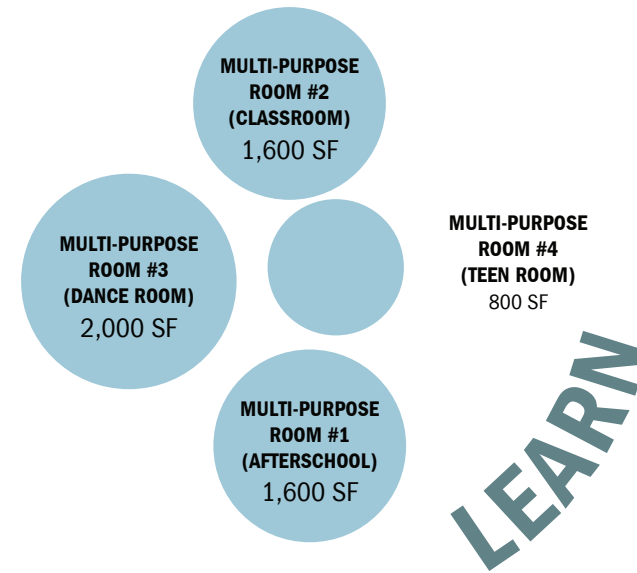 MULTI-PURPOSE
ROOM #2
(CLASSROOM)
1,600 SF
MULTI-PURPOSE
ROOM #3
(DANCE ROOM)
2,000 SF
MULTI-PURPOSE
ROOM #4
(TEEN ROOM)
800 SF
MULTI-PURPOSE
ROOM #1
(AFTERSCHOOL)
1,600 SF
LEARN